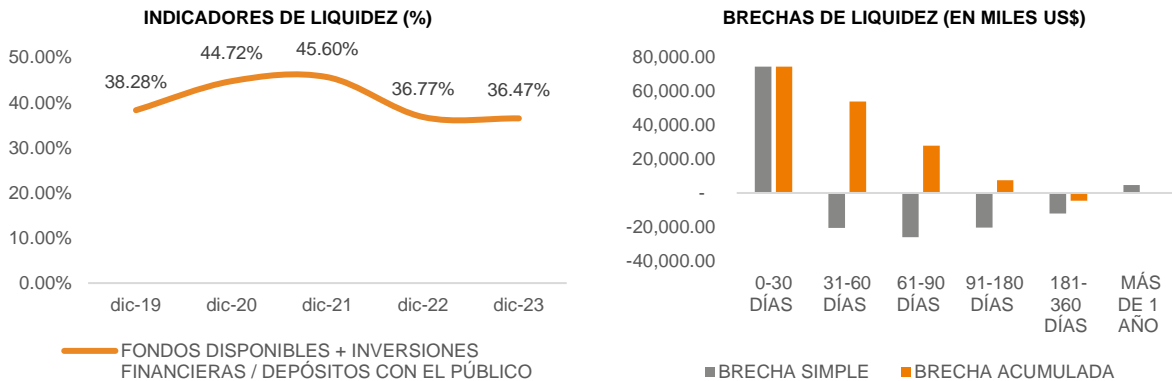 INDICADORES DE LIQUIDEZ (%)
50.00%
40.00%
30.00%
20.00%
10.00%
0.00%
38.28%
44.72%
45.60%
36.77%
36.47%
dic-19
dic-20
dic-21
dic-22
dic-23
FONDOS DISPONIBLES + INVERSIONES
FINANCIERAS / DEPÓSITOS CON EL PÚBLICO
BRECHAS DE LIQUIDEZ (EN MILES US$)
80,000.00
60,000.00
40,000.00
20,000.00
-
-20,000.00
-40,000.00
0-30
DÍAS
31-60
DÍAS
61-90
DÍAS
91-180
DÍAS
181-
360
DÍAS
MÁS
DE 1
AÑO
BRECHA SIMPLE
BRECHA ACUMULADA